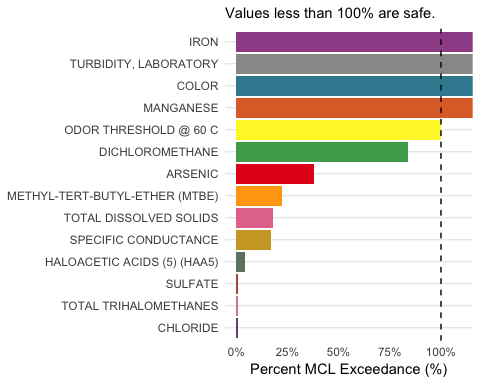 Values less than 100% are safe.
IRON
TURBIDITY, LABORATORY
COLOR
MANGANESE
ODOR THRESHOLD @ 60 C
DICHLOROMETHANE
ARSENIC
METHYL-TERT-BUTYL-ETHER (MTBE)
TOTAL DISSOLVED SOLIDS
SPECIFIC CONDUCTANCE
HALOACETIC ACIDS (5) (HAA5)
SULFATE
TOTAL TRIHALOMETHANES
CHLORIDE
0% 25% 50% 75% 100%
Percent MCL Exceedance (%)